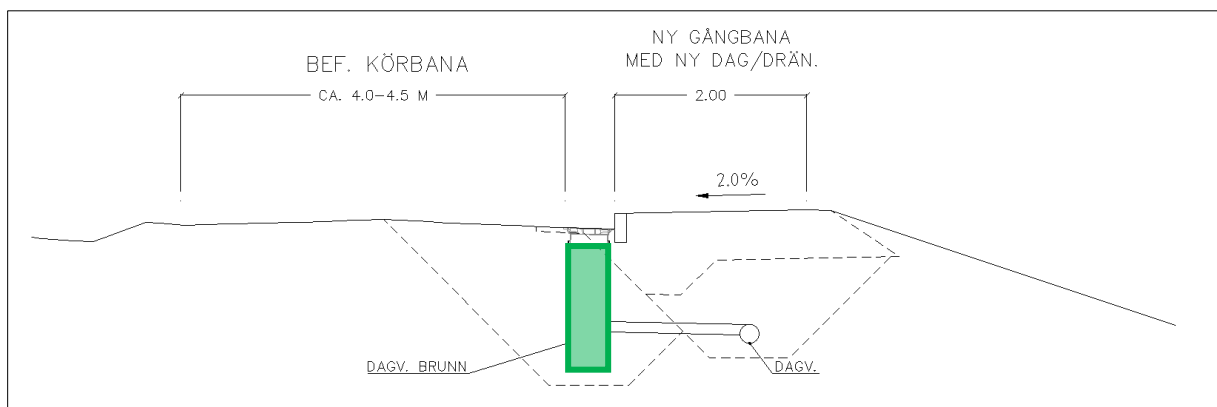 BEF. KÖRBANA
CA. 4.0-4.5 M
NY GÅNGBANA
MED NY DAG/DRÄN.
2.00
2.0%
DAGV. BRUNN
DAGV.